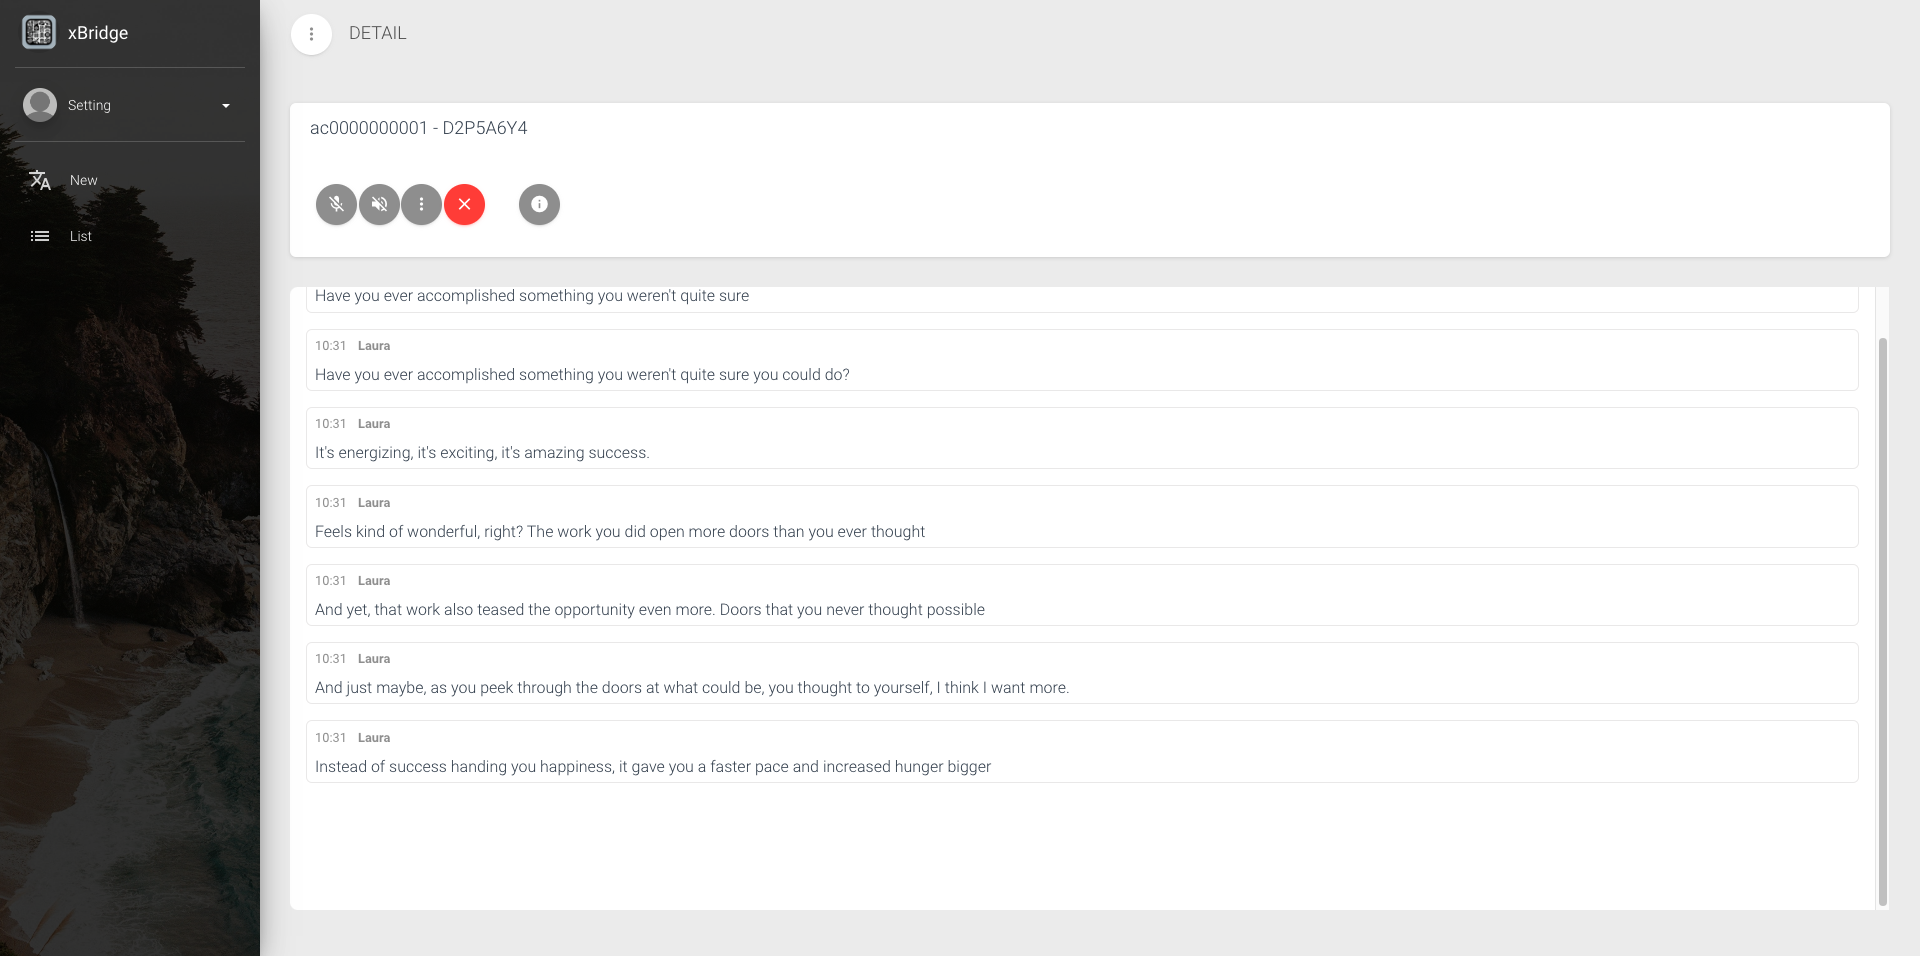 xBridge
Setting
New
List
DETAIL
ac0000000001 - D2P5A6Y4
Have you ever accomplished something you weren't quite sure
10:31 Laura
Have you ever accomplished something you weren't quite sure you could do?
10:31 Laura
It's energizing, it's exciting, it's amazing success.
10:31 Laura
Feels kind of wonderful, right? The work you did open more doors than you ever thought
10:31 Laura
And yet, that work also teased the opportunity even more. Doors that you never thought possible
10:31 Laura
And just maybe, as you peek through the doors at what could be, you thought to yourself, I think I want more.
10:31 Laura
Instead of success handing you happiness, it gave you a faster pace and increased hunger bigger